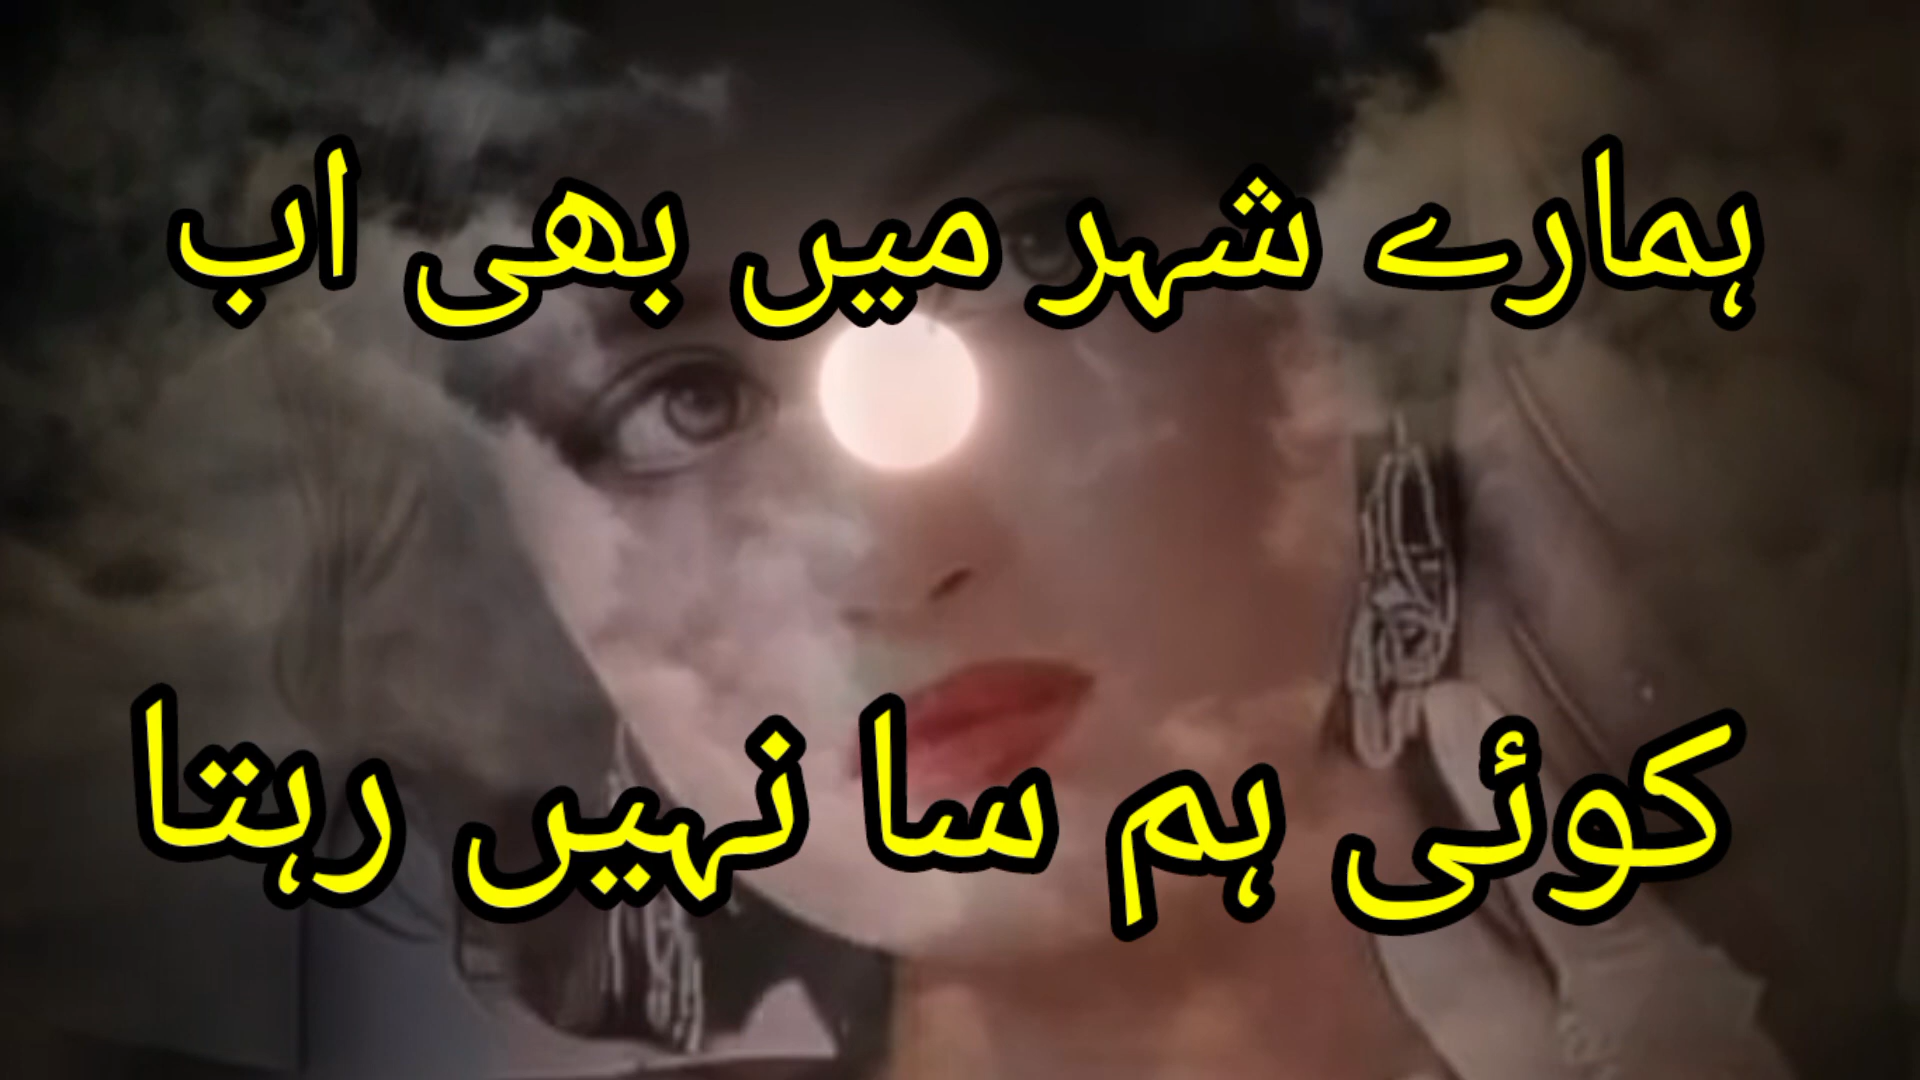 ہمارے شہر میں بھی اب
کوئی ہم سا نہیں رہتا